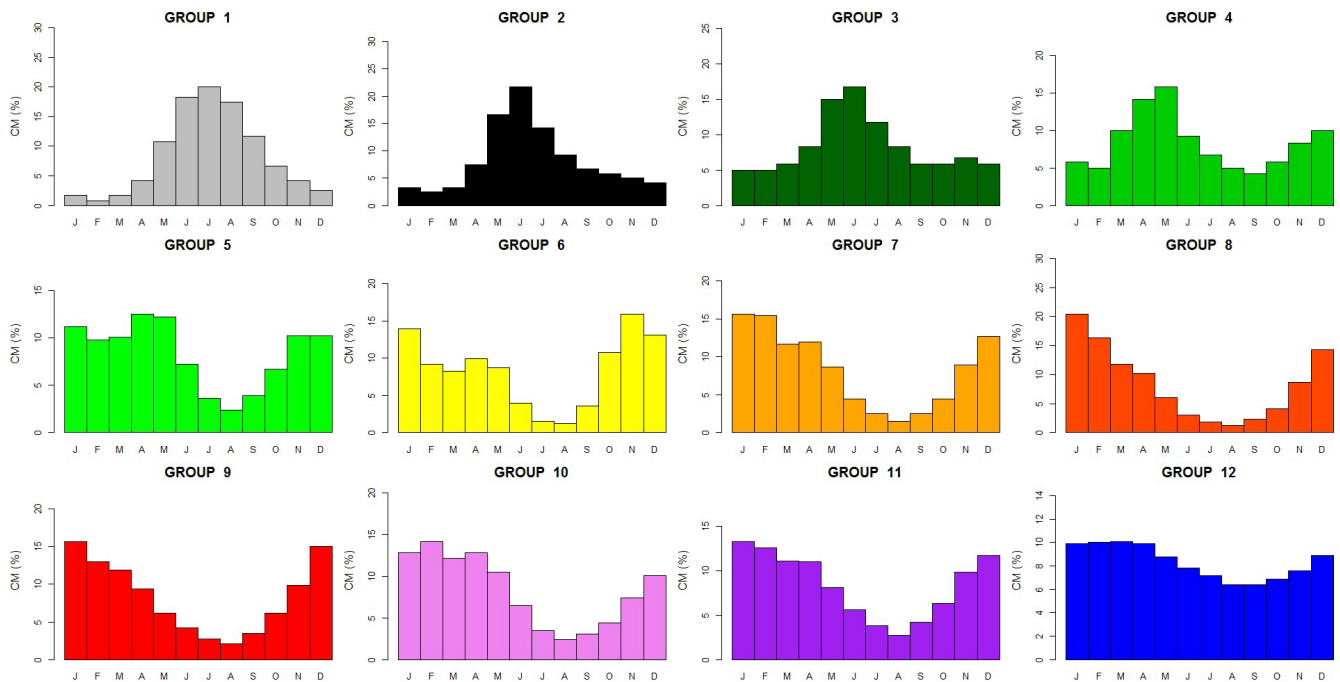 GROUP 1
CM (%)
0 5 10 15 20 25 30
J F M A M J J A S O N D
GROUP 2
CM (%)
0 5 10 15 20 25 30
J F M A M J J A S O N D
GROUP 3
CM (%)
0 5 10 15 20 25
J F M A M J J A S O N D
GROUP 4
CM (%)
0 5 10 15 20
J F M A M J J A S O N D
GROUP 5
CM (%)
0 5 10 15
J F M A M J J A S O N D
GROUP 6
CM (%)
0 5 10 15 20
J F M A M J J A S O N D
GROUP 7
CM (%)
0 5 10 15 20
J F M A M J J A S O N D
GROUP 8
CM (%)
0 5 10 15 20 25 30
J F M A M J J A S O N D
GROUP 9
CM (%)
0 5 10 15 20
J F M A M J J A S O N D
GROUP 10
CM (%)
0 5 10 15 20
J F M A M J J A S O N D
GROUP 11
CM (%)
0 5 10 15
J F M A M J J A S O N D
GROUP 12
CM (%)
0 2 4 6 8 10 12 14
J F M A M J J A S O N D